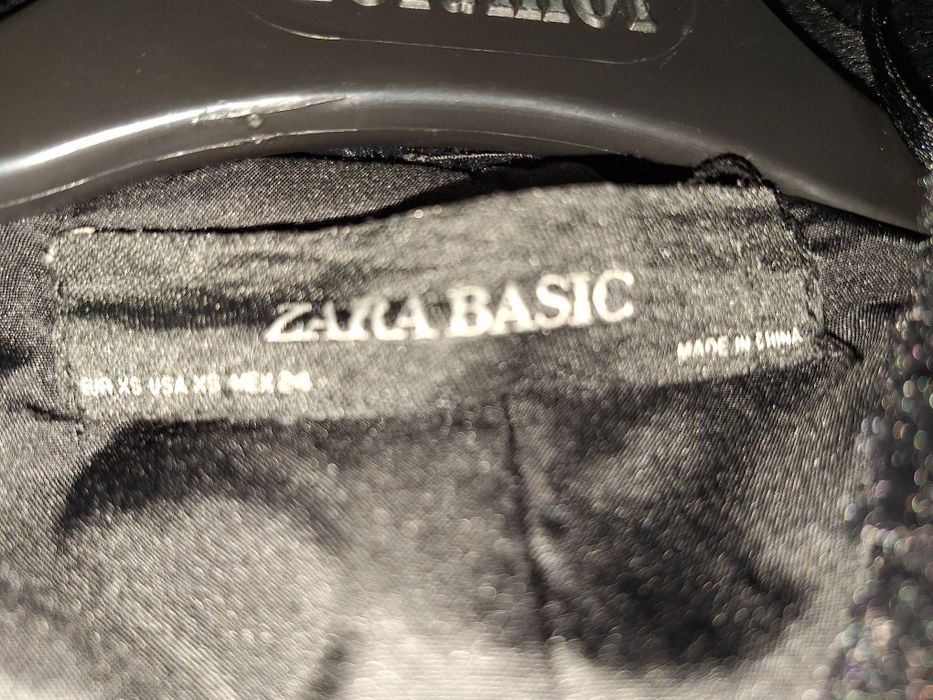 ZARA BASIC
MADE IN CHINA
EUR XS USA XS MEX 24